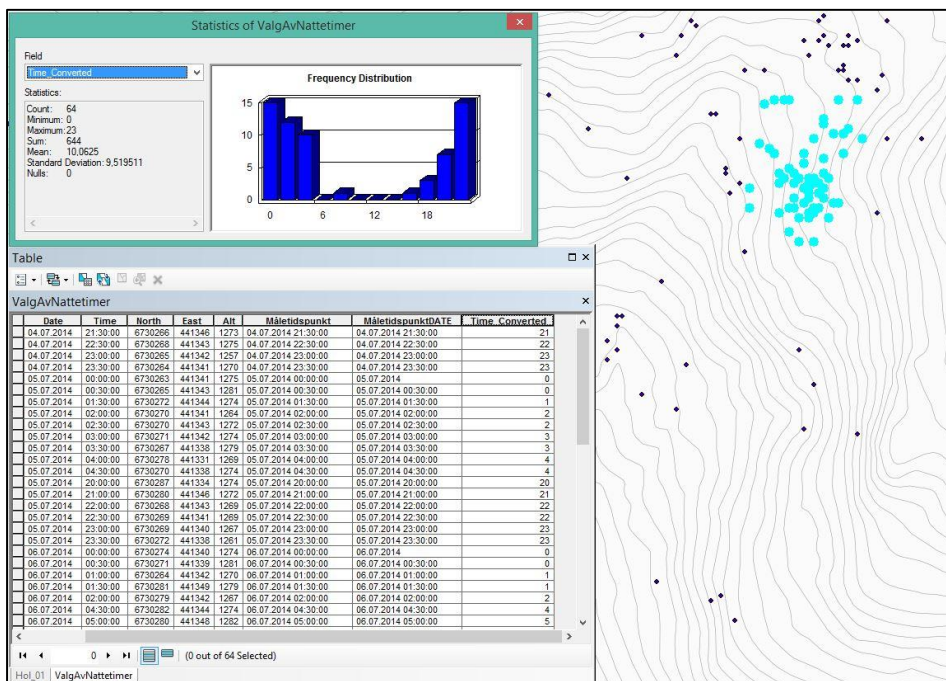 Statistics of ValgAvNattetimer
Field
Time_Converted
Statistics:
Count: 64
Minimum: 0
Maximum: 23
Sum: 644
Mean: 10,0625
Standard Deviation: 9,519511
Nulls: 0
Frequency Distribution
15
10
5
0
0 6 12 18
Table
ValgAvNattetimer
Date Time North East Alt Måletidspunkt MåletidspunktDATE Time_Converted
04.07.2014 21:30:00 6730266 441346 1273 04.07.2014 21:30:00 04.07.2014 21:30:00 21
04.07.2014 22:30:00 6730268 441343 1275 04.07.2014 22:30:00 04.07.2014 22:30:00 22
04.07.2014 23:00:00 6730265 441342 1257 04.07.2014 23:00:00 04.07.2014 23:00:00 23
04.07.2014 23:30:00 6730264 441341 1270 04.07.2014 23:30:00 04.07.2014 23:30:00 23
05.07.2014 00:00:00 6730263 441341 1275 05.07.2014 00:00:00 05.07.2014 0
05.07.2014 00:30:00 6730265 441343 1281 05.07.2014 00:30:00 05.07.2014 00:30:00 0
05.07.2014 01:30:00 6730272 441344 1274 05.07.2014 01:30:00 05.07.2014 01:30:00 1
05.07.2014 02:00:00 6730270 441341 1264 05.07.2014 02:00:00 05.07.2014 02:00:00 2
05.07.2014 02:30:00 6730270 441343 1272 05.07.2014 02:30:00 05.07.2014 02:30:00 2
05.07.2014 03:00:00 6730271 441342 1274 05.07.2014 03:00:00 05.07.2014 03:00:00 3
05.07.2014 03:30:00 6730267 441338 1279 05.07.2014 03:30:00 05.07.2014 03:30:00 3
05.07.2014 04:00:00 6730278 441331 1269 05.07.2014 04:00:00 05.07.2014 04:00:00 4
05.07.2014 04:30:00 6730270 441338 1274 05.07.2014 04:30:00 05.07.2014 04:30:00 4
05.07.2014 20:00:00 6730287 441334 1274 05.07.2014 20:00:00 05.07.2014 20:00:00 20
05.07.2014 21:00:00 6730280 441346 1272 05.07.2014 21:00:00 05.07.2014 21:00:00 21
05.07.2014 22:00:00 6730268 441343 1269 05.07.2014 22:00:00 05.07.2014 22:00:00 22
05.07.2014 22:30:00 6730269 441341 1269 05.07.2014 22:30:00 05.07.2014 22:30:00 22
05.07.2014 23:00:00 6730269 441340 1267 05.07.2014 23:00:00 05.07.2014 23:00:00 23
05.07.2014 23:30:00 6730272 441338 1261 05.07.2014 23:30:00 05.07.2014 23:30:00 23
06.07.2014 00:00:00 6730274 441340 1274 06.07.2014 00:00:00 06.07.2014 0
06.07.2014 00:30:00 6730271 441339 1281 06.07.2014 00:30:00 06.07.2014 00:30:00 0
06.07.2014 01:00:00 6730264 441342 1270 06.07.2014 01:00:00 06.07.2014 01:00:00 1
06.07.2014 01:30:00 6730281 441349 1279 06.07.2014 01:30:00 06.07.2014 01:30:00 1
06.07.2014 02:00:00 6730279 441342 1267 06.07.2014 02:00:00 06.07.2014 02:00:00 2
06.07.2014 04:30:00 6730282 441344 1274 06.07.2014 04:30:00 06.07.2014 04:30:00 4
06.07.2014 05:00:00 6730280 441348 1282 06.07.2014 05:00:00 06.07.2014 05:00:00 5
0 (0 out of 64 Selected)
Hol_01 ValgAvNattetimer